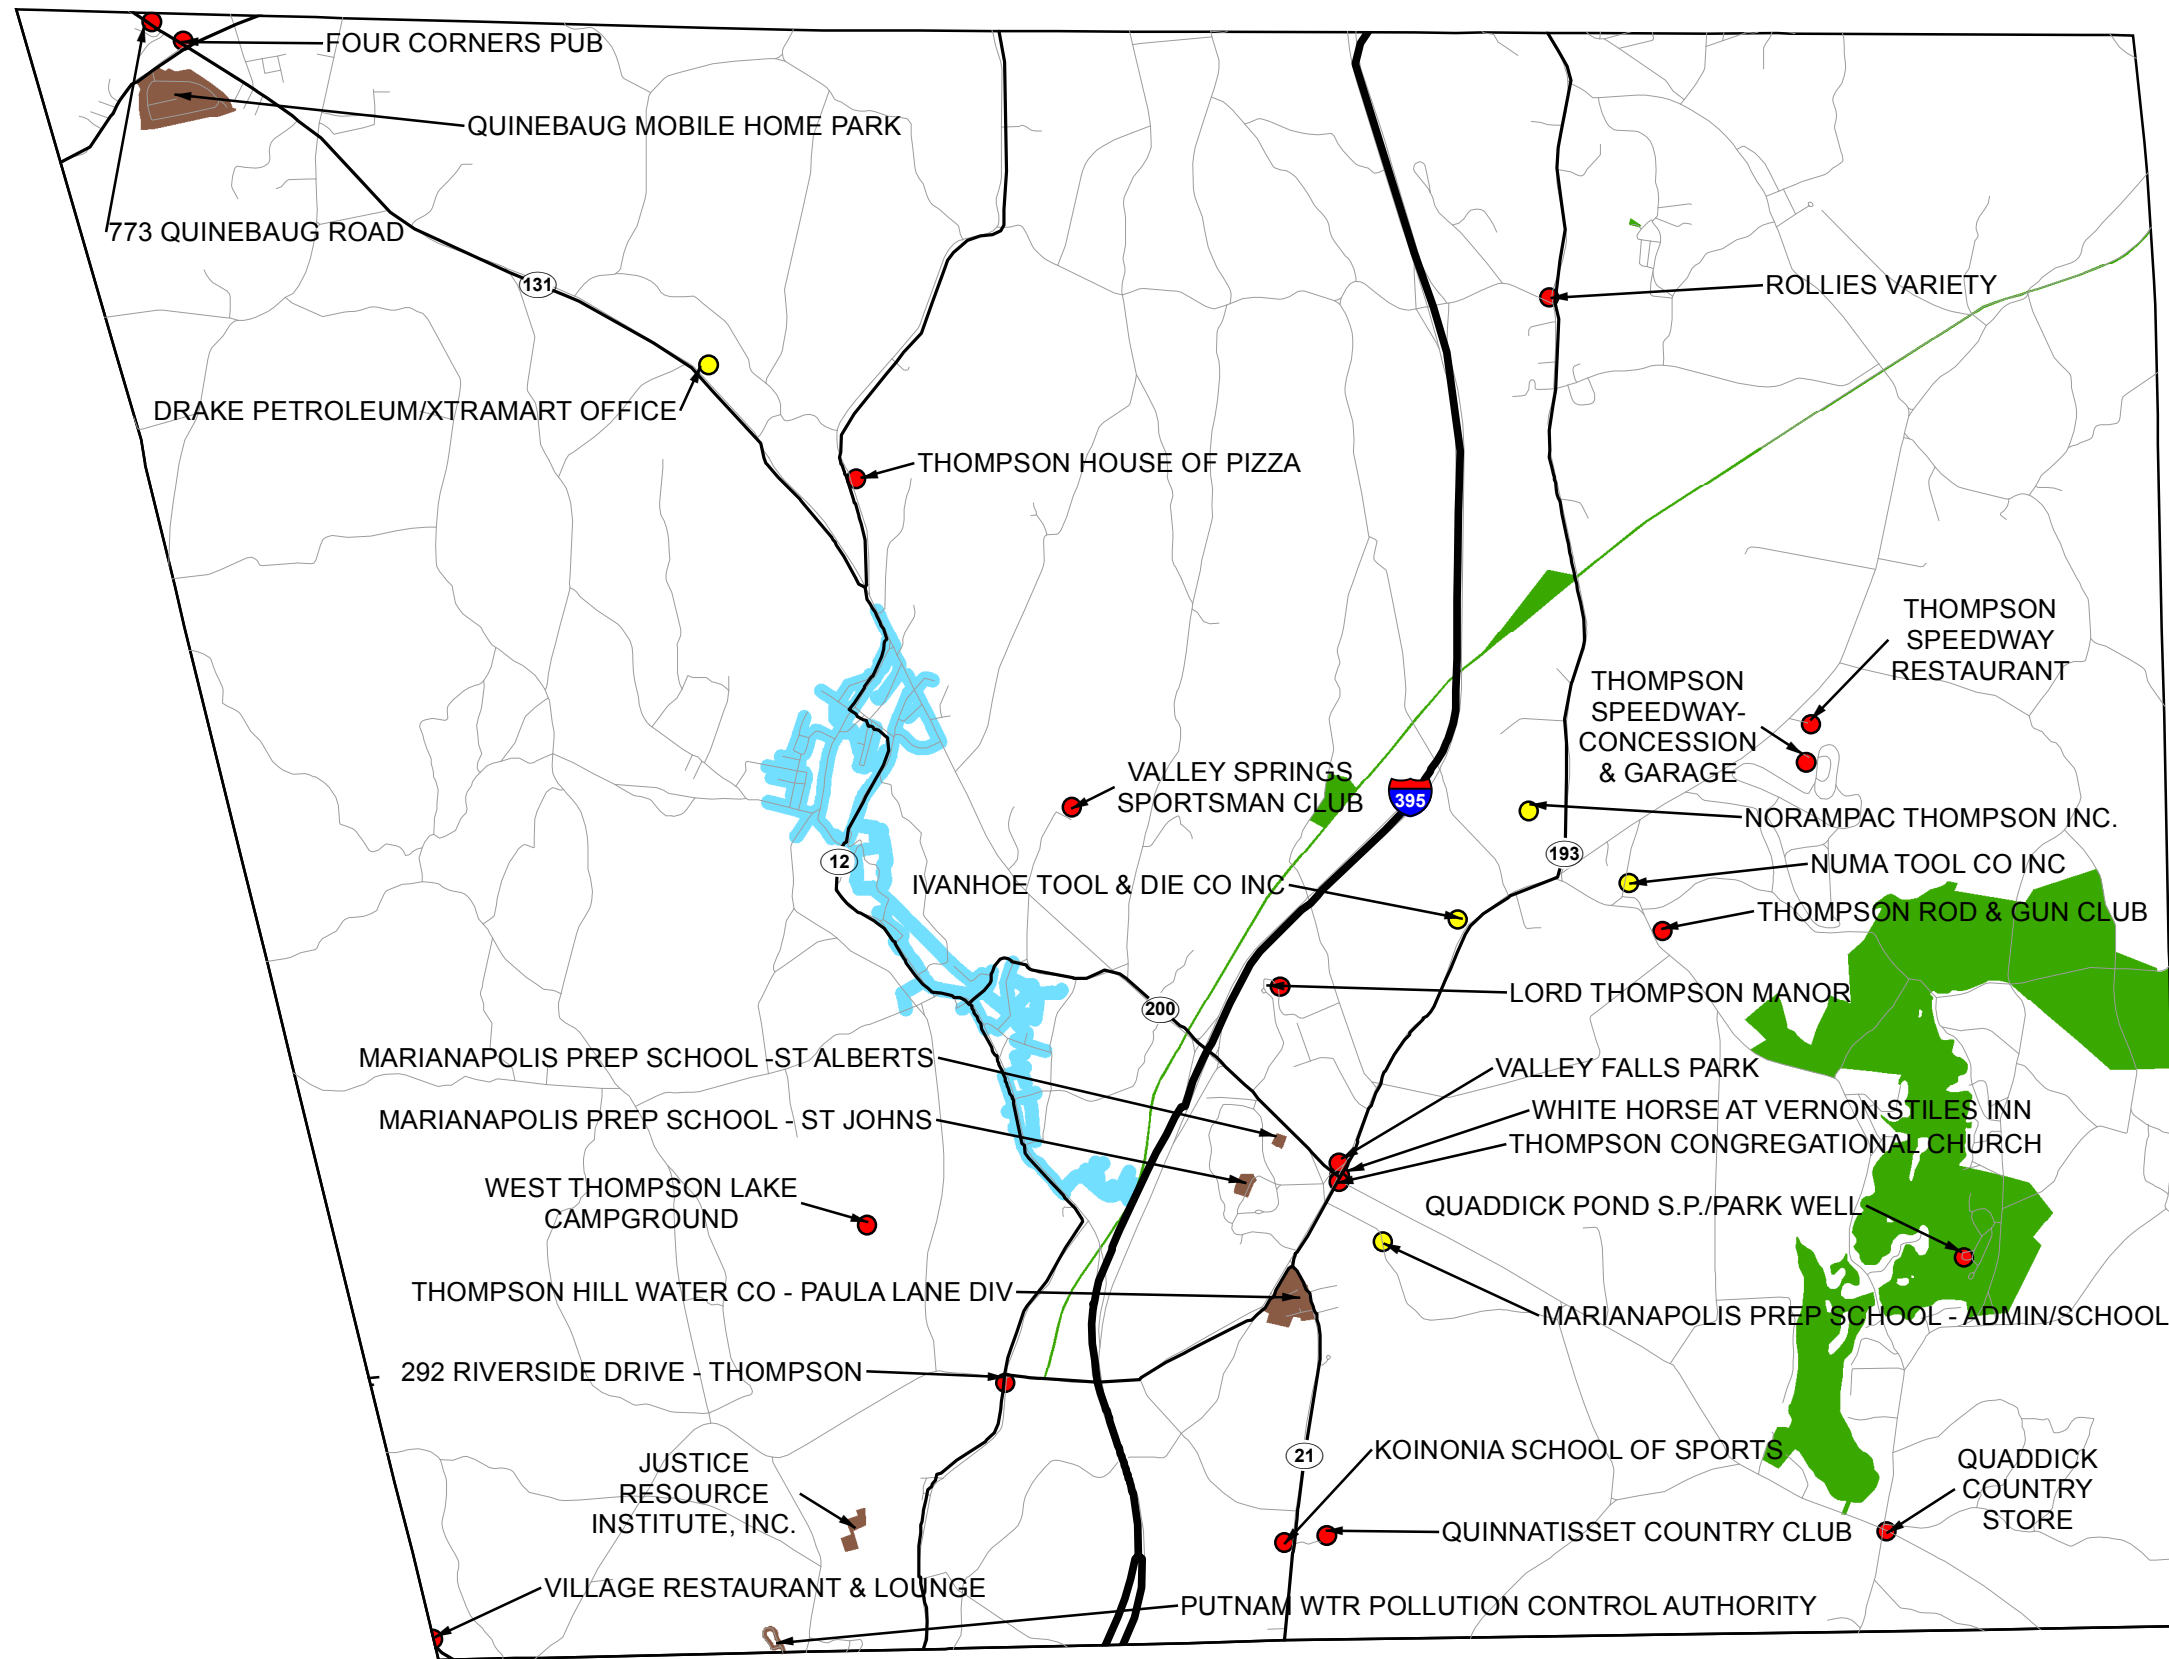 FOUR CORNERS PUB
QUINEBAUG MOBILE HOME PARK
773 QUINEBAUG ROAD
131
ROLLIES VARIETY
DRAKE PETROLEUM/XTRAMART OFFICE
THOMPSON HOUSE OF PIZZA
THOMPSON
SPEEDWAY
RESTAURANT
THOMPSON
SPEEDWAY-
CONCESSION
& GARAGE
VALLEY SPRINGS
SPORTSMAN CLUB
395
NORAMPAC THOMPSON INC.
12
193
NUMA TOOL CO INC
IVANHOE TOOL & DIE CO INC
THOMPSON ROD & GUN CLUB
LORD THOMPSON MANOR
200
MARIANAPOLIS PREP SCHOOL -ST ALBERTS
VALLEY FALLS PARK
WHITE HORSE AT VERNON STILES INN
MARIANAPOLIS PREP SCHOOL - ST JOHNS
THOMPSON CONGREGATIONAL CHURCH
WEST THOMPSON LAKE
CAMPGROUND
QUADDICK POND S.P./PARK WELL
THOMPSON HILL WATER CO - PAULA LANE DIV
MARIANAPOLIS PREP SCHOOL - ADMIN/SCHOOL
292 RIVERSIDE DRIVE - THOMPSON
21
KOINONIA SCHOOL OF SPORTS
JUSTICE
RESOURCE
INSTITUTE, INC.
QUADDICK
COUNTRY
STORE
QUINNATISSET COUNTRY CLUB
VILLAGE RESTAURANT & LOUNGE
PUTNAM WTR POLLUTION CONTROL AUTHORITY